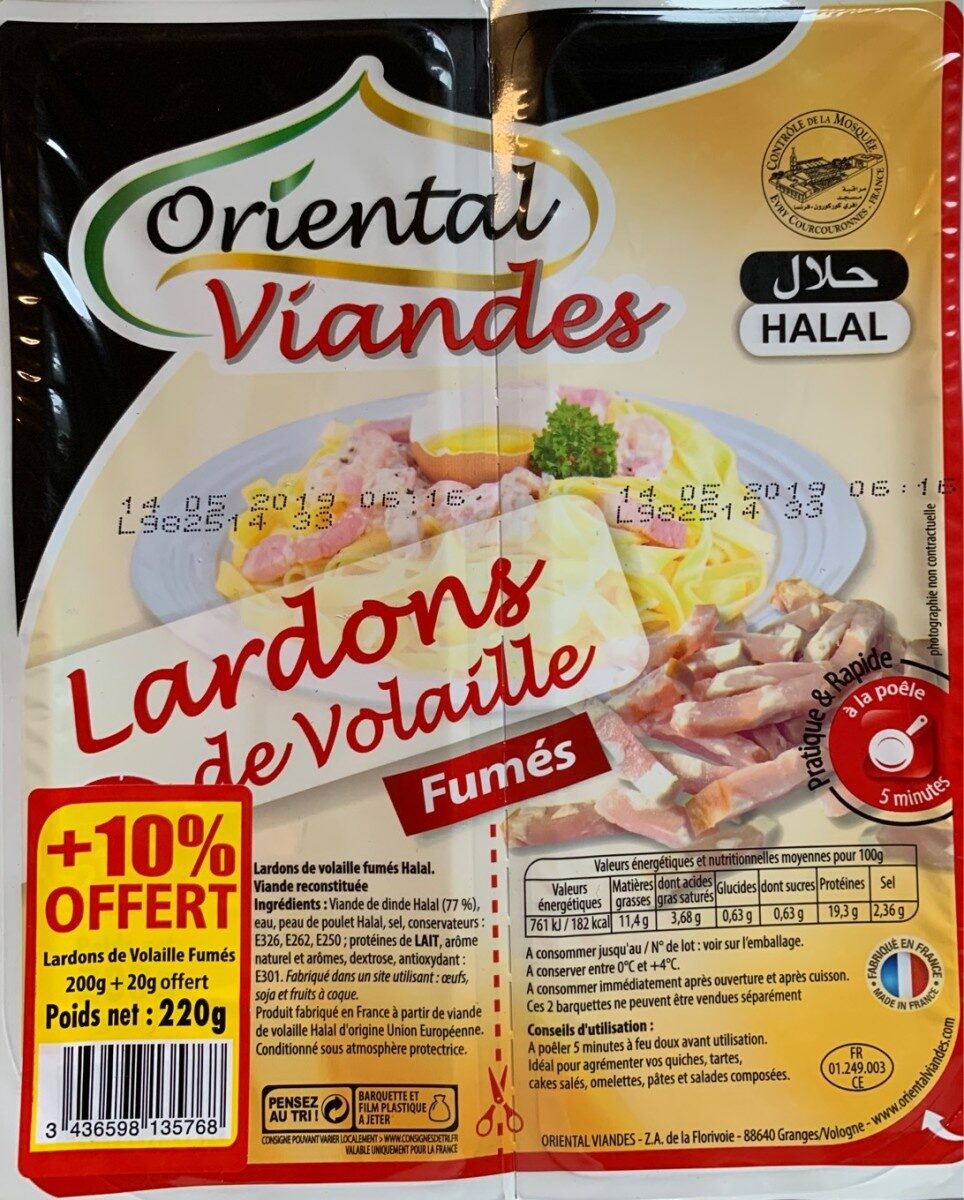 Oriental
Viandes
CONTRÔLE DE LA MOSQUÉE
EVRY COURCOURONNES - FRANCE
حلال
HALAL
14 05 2019 06:16
L982514 33
14 05 2019 06:16
L982514 33
photographie non contractuelle
Lardons
de Volaille
Fumés
Pratique & Rapide
à la poêle
5 minutes
+10%
OFFERT
Lardons de Volaille Fumés
200g + 20g offert
Poids net : 220g
3 436598 135768
Lardons de volaille fumés Halal.
Viande reconstituée
Ingrédients : Viande de dinde Halal (77 %),
eau, peau de poulet Halal, sel, conservateurs :
E326, E262, E250 ; protéines de LAIT, arôme
naturel et arômes, dextrose, antioxydant :
E301. Fabriqué dans un site utilisant : œufs,
soja et fruits à coque.
Produit fabriqué en France à partir de viande
de volaille Halal d'origine Union Européenne.
Conditionné sous atmosphère protectrice.
PENSEZ
AU TRI !
BARQUETTE ET
FILM PLASTIQUE
A JETER
CONSIGNE POUVANT VARIER LOCALEMENT > WWW.CONSIGNESDETRI.FR
VALABLE UNIQUEMENT POUR LA FRANCE
Valeurs énergétiques et nutritionnelles moyennes pour 100g
Valeurs énergétiques Matières grasses dont acides gras saturés Glucides dont sucres Protéines Sel
761 kJ / 182 kcal 11,4 g 3,68 g 0,63 g 0,63 g 19,3 g 2,36 g
A consommer jusqu'au / N° de lot : voir sur l'emballage.
A conserver entre 0°C et +4°C.
A consommer immédiatement après ouverture et après cuisson.
Ces 2 barquettes ne peuvent être vendues séparément
FABRIQUÉ EN FRANCE
MADE IN FRANCE
Conseils d'utilisation :
A poêler 5 minutes à feu doux avant utilisation.
Idéal pour agrémenter vos quiches, tartes,
cakes salés, omelettes, pâtes et salades composées.
FR
01.249.003
CE
ORIENTAL VIANDES - Z.A. de la Florivoie - 88640 Granges/Vologne - www.orientalviandes.com